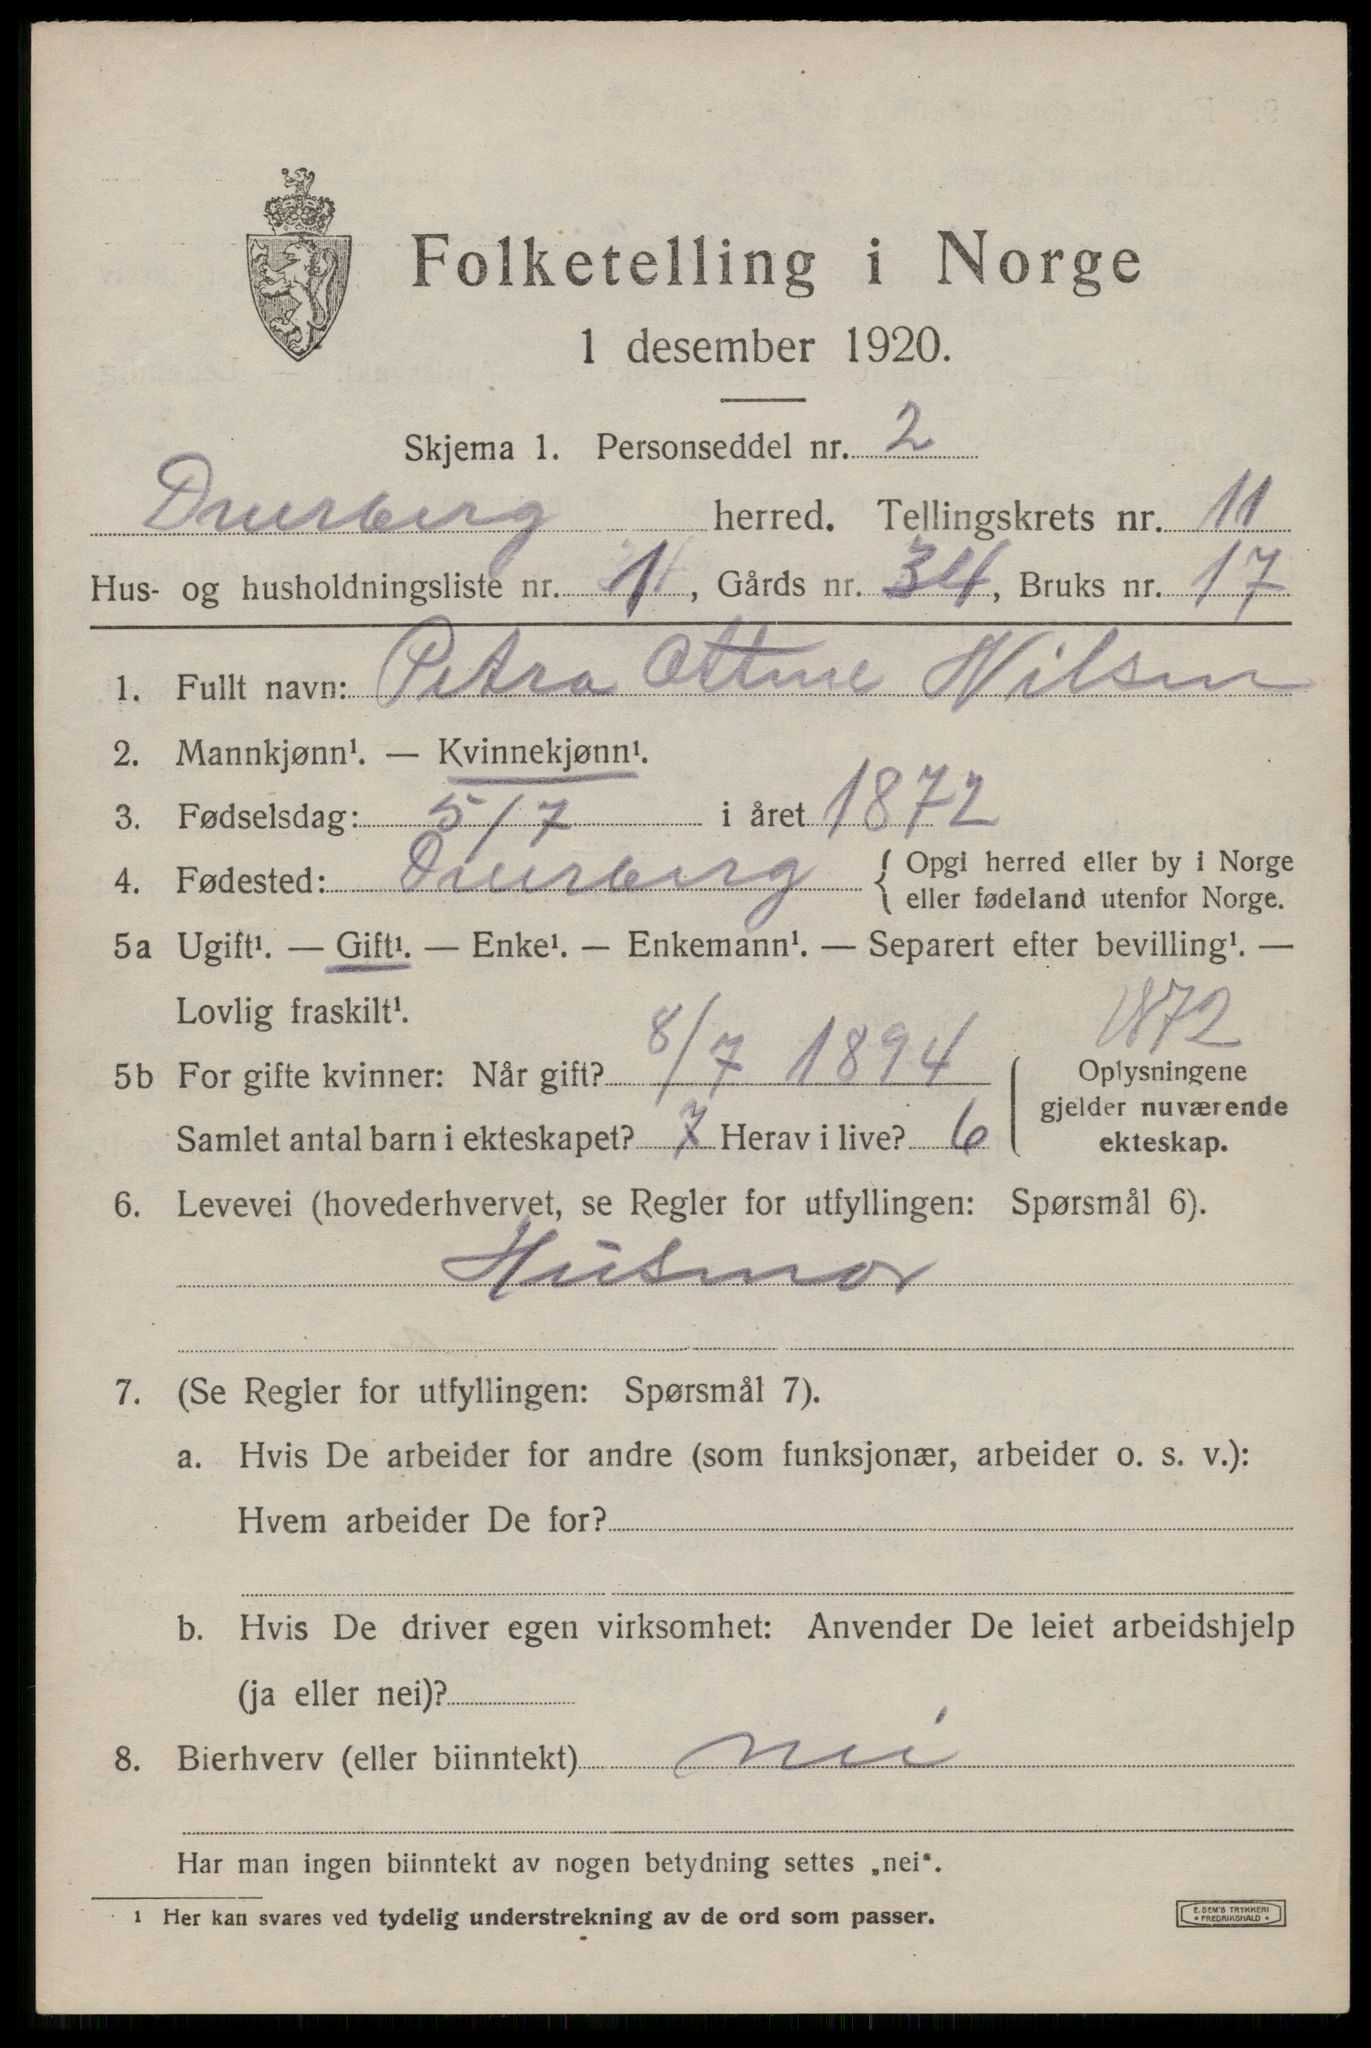 Folketelling i Norge
1 desember 1920.
Skjema 1. Personseddel nr. 2
Dverberg herred. Tellingskrets nr. 11
Hus- og husholdningsliste nr. 1, Gårds nr. 34, Bruks nr. 17
1. Fullt navn: Petra Ottine Nilsen
2. Mannkjønn¹. — Kvinnekjønn¹.
3. Fødselsdag: 5/7 i året 1872
4. Fødested: Dverberg { Opgi herred eller by i Norge
eller fødeland utenfor Norge.
5a Ugift¹. — Gift¹. — Enke¹. — Enkemann¹. — Separert efter bevilling¹. —
Lovlig fraskilt¹.
1872
5b For gifte kvinner: Når gift? 8/7 1894
Samlet antal barn i ekteskapet? 7 Herav i live? 6
Oplysningene
gjelder nuværende
ekteskap.
6. Levevei (hovederhvervet, se Regler for utfyllingen: Spørsmål 6).
Husmor
7. (Se Regler for utfyllingen: Spørsmål 7).
a. Hvis De arbeider for andre (som funksjonær, arbeider o. s. v.):
Hvem arbeider De for?
b. Hvis De driver egen virksomhet: Anvender De leiet arbeidshjelp
(ja eller nei)?
8. Bierhverv (eller biinntekt) nei
Har man ingen biinntekt av nogen betydning settes „nei“.
¹ Her kan svares ved tydelig understrekning av de ord som passer.
E. SEM'S TRYKKERI
• FREDRIKSHALD •